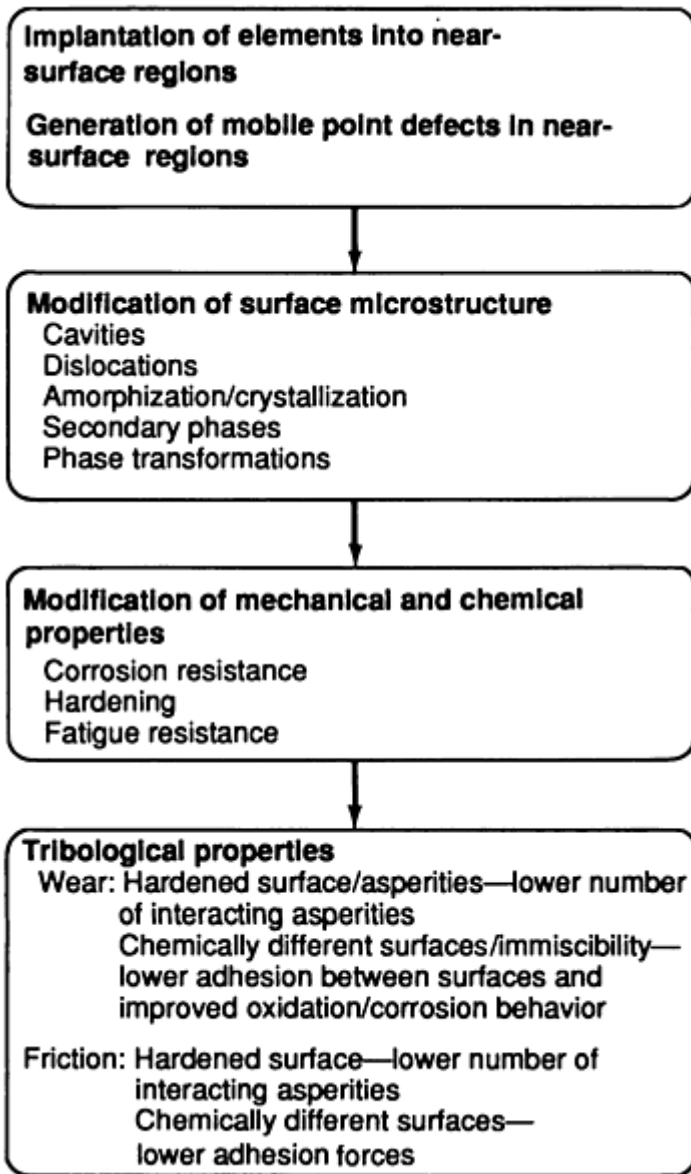 Implantation of elements into near-
surface regions
Generation of mobile point defects in near-
surface regions
Modification of surface microstructure
Cavities
Dislocations
Amorphization/crystallization
Secondary phases
Phase transformations
Modification of mechanical and chemical
properties
Corrosion resistance
Hardening
Fatigue resistance
Tribological properties
Wear: Hardened surface/asperities—lower number
of interacting asperities
Chemically different surfaces/immiscibility—
lower adhesion between surfaces and
improved oxidation/corrosion behavior
Friction: Hardened surface—lower number of
interacting asperities
Chemically different surfaces—
lower adhesion forces